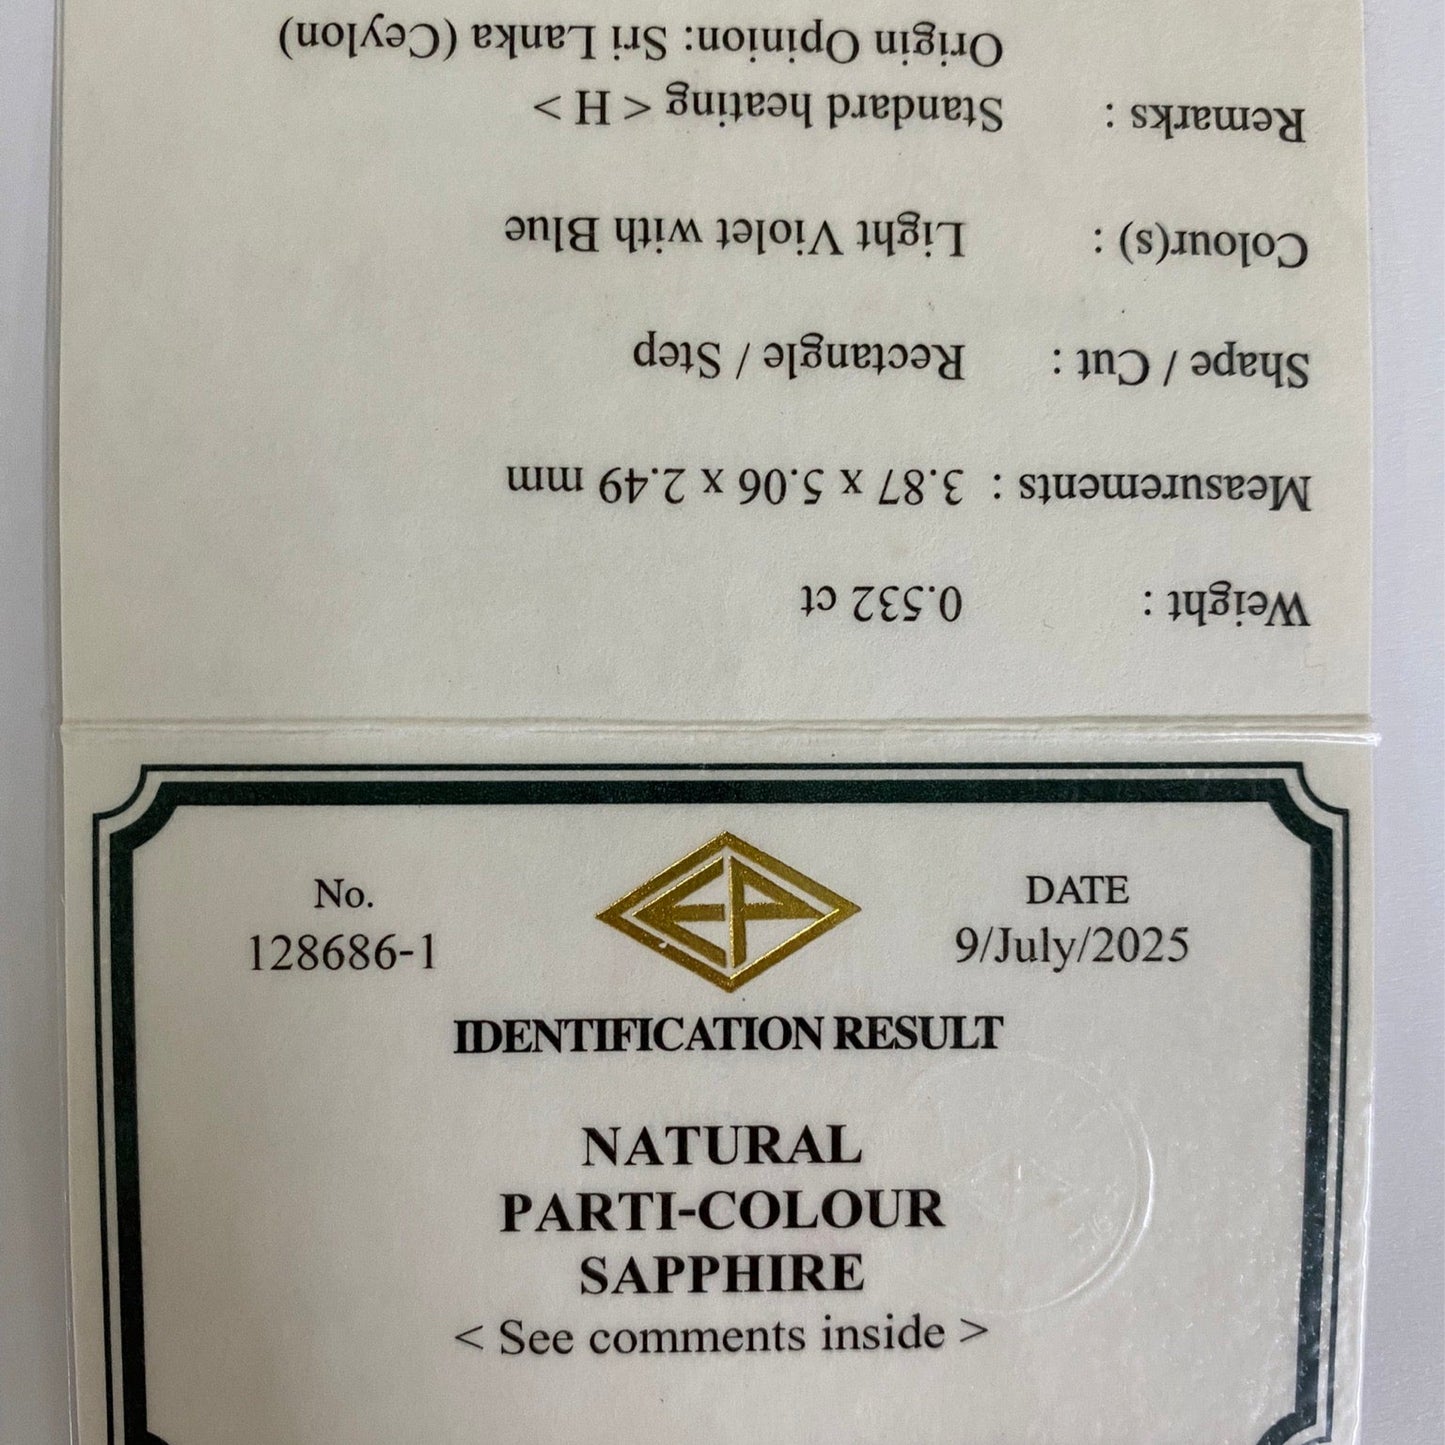 Weight : 0.532 ct
Measurements : 3.87 x 5.06 x 2.49 mm
Shape / Cut : Rectangle / Step
Colour(s) : Light Violet with Blue
Remarks : Standard heating < H >
Origin Opinion: Sri Lanka (Ceylon)
No.
128686-1
DATE
9/July/2025
IDENTIFICATION RESULT
NATURAL
PARTI-COLOUR
SAPPHIRE
< See comments inside >